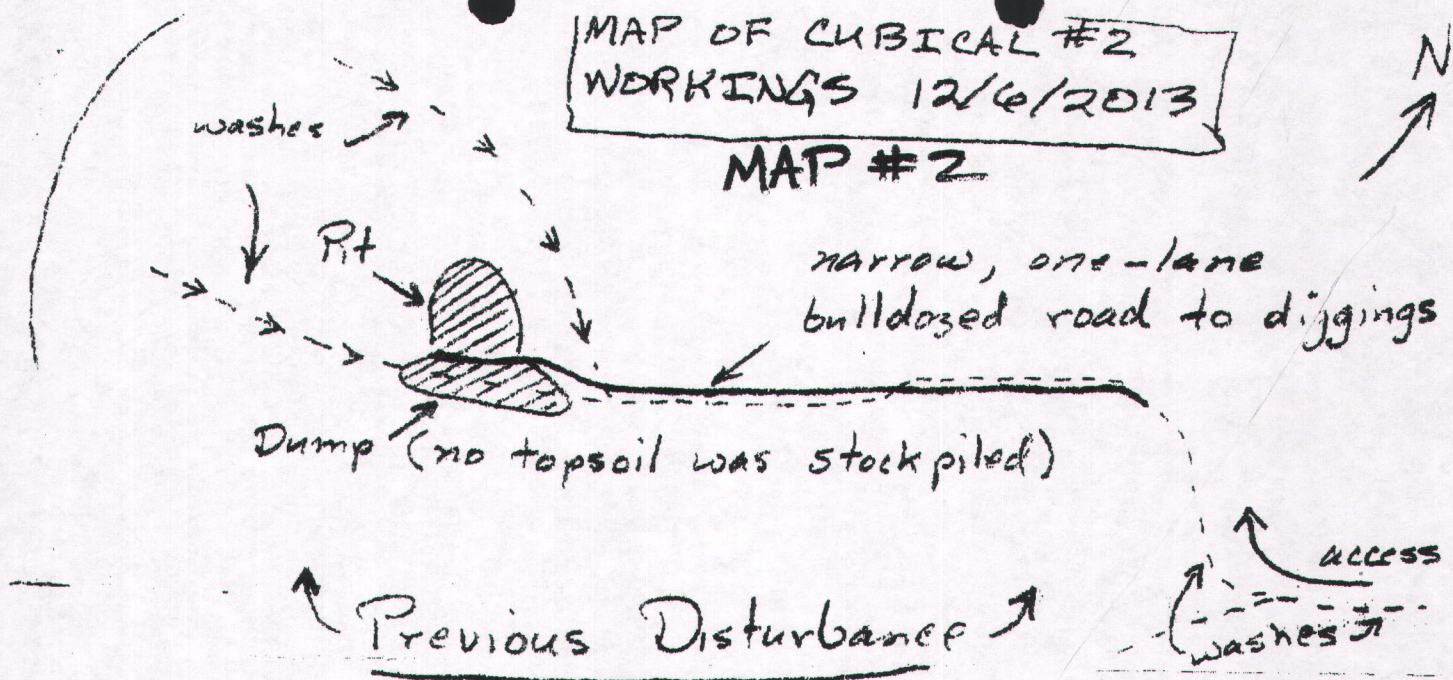 MAP OF CUBICAL #2
WORKINGS 12/6/2013
MAP #2
N
washes
Pit
narrow, one-lane
bulldozed road to diggings
Dump (no topsoil was stockpiled)
access
Previous Disturbance
washes